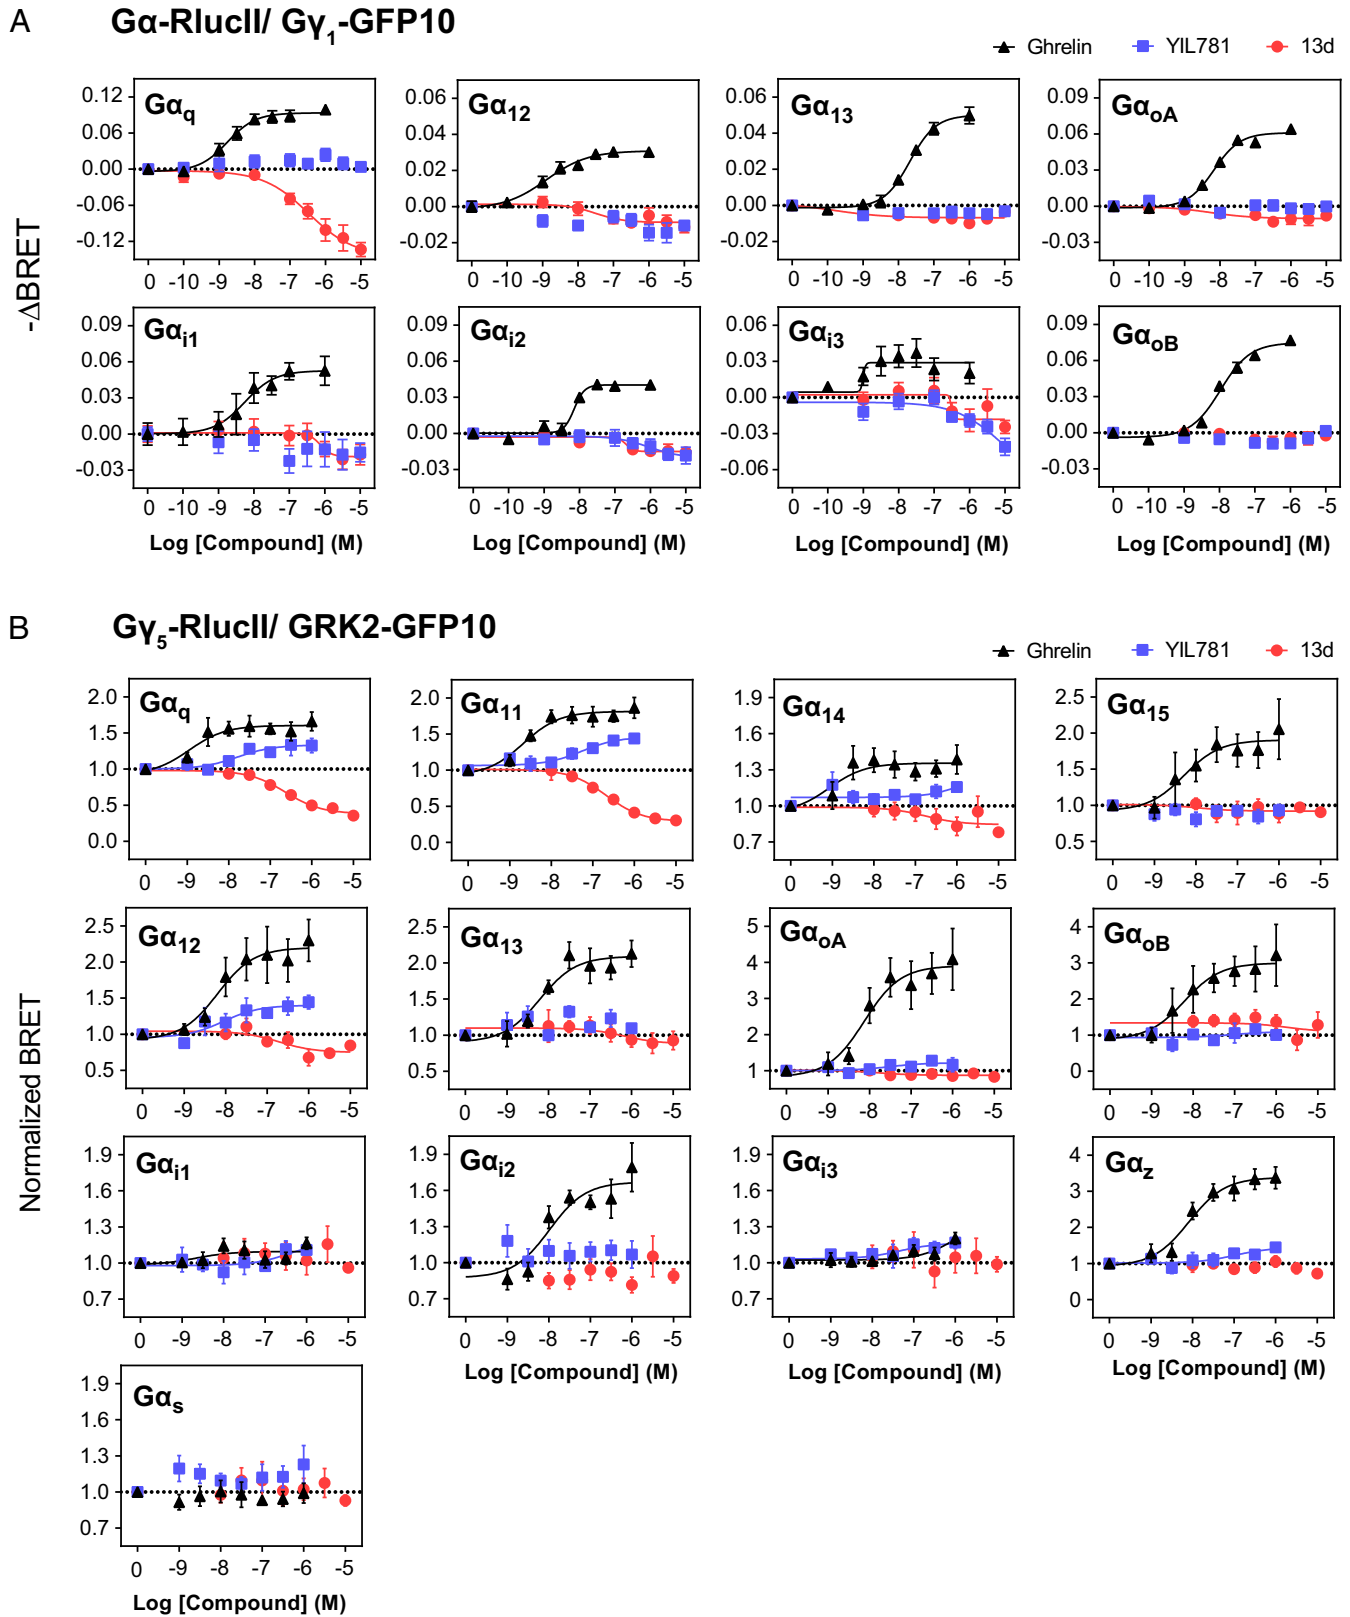 A
Gα-RlucII/ Gγ1-GFP10
Ghrelin YIL781 13d
-ΔBRET
Gαq
0.12
0.06
0.00
-0.06
-0.12
0 -10 -9 -8 -7 -6 -5
Gα12
0.06
0.04
0.02
0.00
-0.02
0 -10 -9 -8 -7 -6 -5
Gα13
0.06
0.04
0.02
0.00
-0.02
0 -10 -9 -8 -7 -6 -5
GαoA
0.09
0.06
0.03
0.00
-0.03
0 -10 -9 -8 -7 -6 -5
Gαi1
0.09
0.06
0.03
0.00
-0.03
0 -10 -9 -8 -7 -6 -5
Log [Compound] (M)
Gαi2
0.09
0.06
0.03
0.00
-0.03
0 -10 -9 -8 -7 -6 -5
Log [Compound] (M)
Gαi3
0.06
0.03
0.00
-0.03
-0.06
0 -10 -9 -8 -7 -6 -5
Log [Compound] (M)
GαoB
0.09
0.06
0.03
0.00
-0.03
0 -10 -9 -8 -7 -6 -5
Log [Compound] (M)
B
Gγ5-RlucII/ GRK2-GFP10
Ghrelin YIL781 13d
Normalized BRET
Gαq
2.0
1.5
1.0
0.5
0.0
0 -9 -8 -7 -6 -5
Gα11
2.0
1.5
1.0
0.5
0.0
0 -9 -8 -7 -6 -5
Gα14
1.9
1.6
1.3
1.0
0.7
0 -9 -8 -7 -6 -5
Gα15
2.5
2.0
1.5
1.0
0.5
0 -9 -8 -7 -6 -5
Gα12
2.5
2.0
1.5
1.0
0.5
0 -9 -8 -7 -6 -5
Gα13
2.5
2.0
1.5
1.0
0.5
0 -9 -8 -7 -6 -5
GαoA
5
4
3
2
1
0 -9 -8 -7 -6 -5
GαoB
4
3
2
1
0
0 -9 -8 -7 -6 -5
Gαi1
1.9
1.6
1.3
1.0
0.7
0 -9 -8 -7 -6 -5
Gαi2
1.9
1.6
1.3
1.0
0.7
0 -9 -8 -7 -6 -5
Log [Compound] (M)
Gαi3
1.9
1.6
1.3
1.0
0.7
0 -9 -8 -7 -6 -5
Log [Compound] (M)
Gαz
4
3
2
1
0
0 -9 -8 -7 -6 -5
Log [Compound] (M)
Gαs
1.9
1.6
1.3
1.0
0.7
0 -9 -8 -7 -6 -5
Log [Compound] (M)